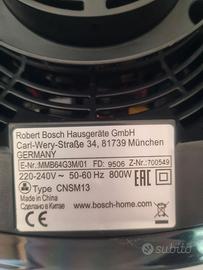 Robert Bosch Hausgeräte GmbH
Carl-Wery-Straße 34, 81739 München
GERMANY
E-Nr.:MMB64G3M/01 FD: 9506 Z-Nr.:700549
220-240V ~ 50-60 Hz 800W EAC
Type CNSM13
Made in China
Сделано в Китае
www.bosch-home.com
subito